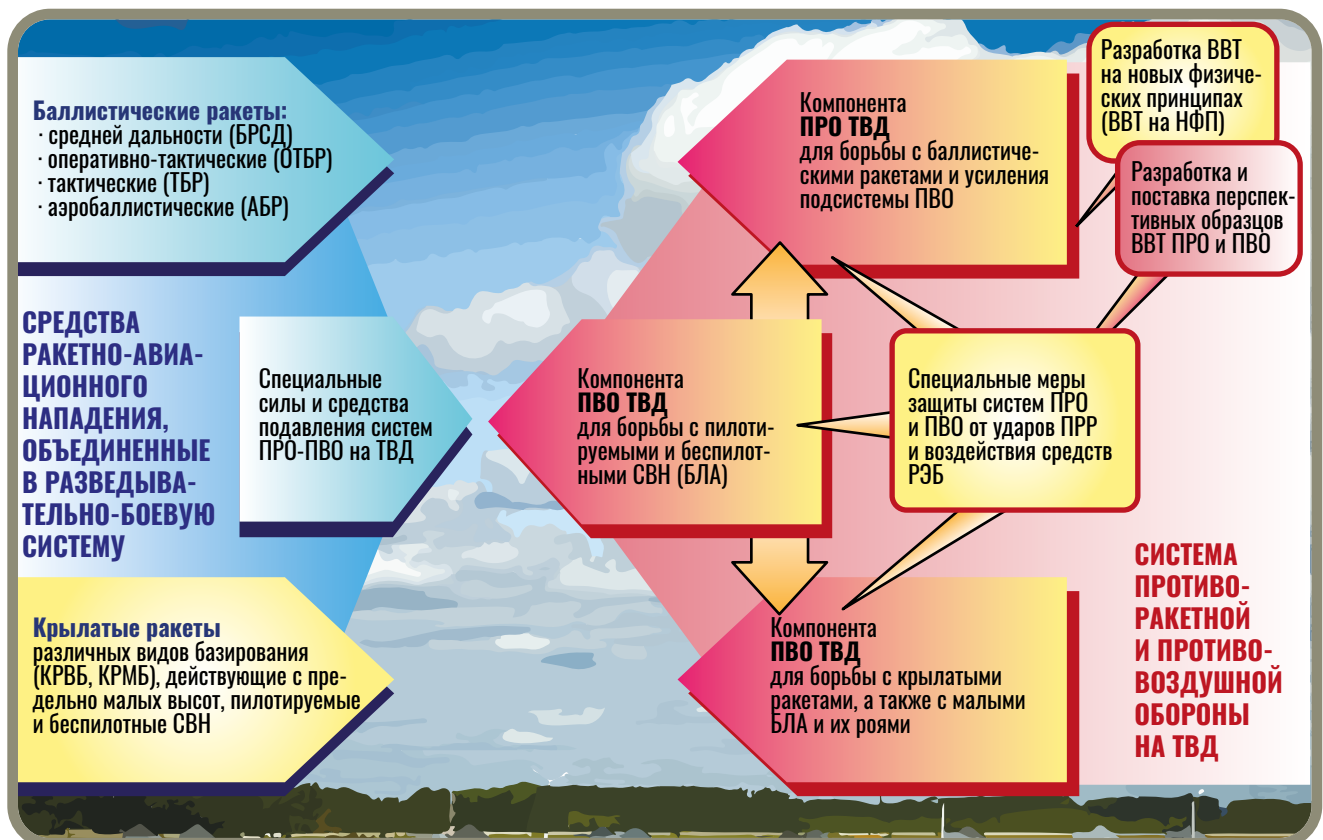 Баллистические ракеты:
· средней дальности (БРСД)
· оперативно-тактические (ОТБР)
· тактические (ТБР)
· аэробаллистические (АБР)
СРЕДСТВА
РАКЕТНО-АВИА-
ЦИОННОГО
НАПАДЕНИЯ,
ОБЪЕДИНЕННЫЕ
В РАЗВЕДЫВА-
ТЕЛЬНО-БОЕВУЮ
СИСТЕМУ
Специальные
силы и средства
подавления систем
ПРО-ПВО на ТВД
Крылатые ракеты
различных видов базирования
(КРВБ, КРМБ), действующие с пре-
дельно малых высот, пилотируемые
и беспилотные СВН
Компонента
ПРО ТВД
для борьбы с баллистиче-
скими ракетами и усиления
подсистемы ПВО
Разработка ВВТ
на новых физиче-
ских принципах
(ВВТ на НФП)
Разработка и
поставка перспек-
тивных образцов
ВВТ ПРО и ПВО
Компонента
ПВО ТВД
для борьбы с пилоти-
руемыми и беспилот-
ными СВН (БЛА)
Специальные меры
защиты систем ПРО
и ПВО от ударов ПРР
и воздействия средств
РЭБ
Компонента
ПВО ТВД
для борьбы с крылатыми
ракетами, а также с малыми
БЛА и их роями
СИСТЕМА
ПРОТИВО-
РАКЕТНОЙ
И ПРОТИВО-
ВОЗДУШНОЙ
ОБОРОНЫ
НА ТВД